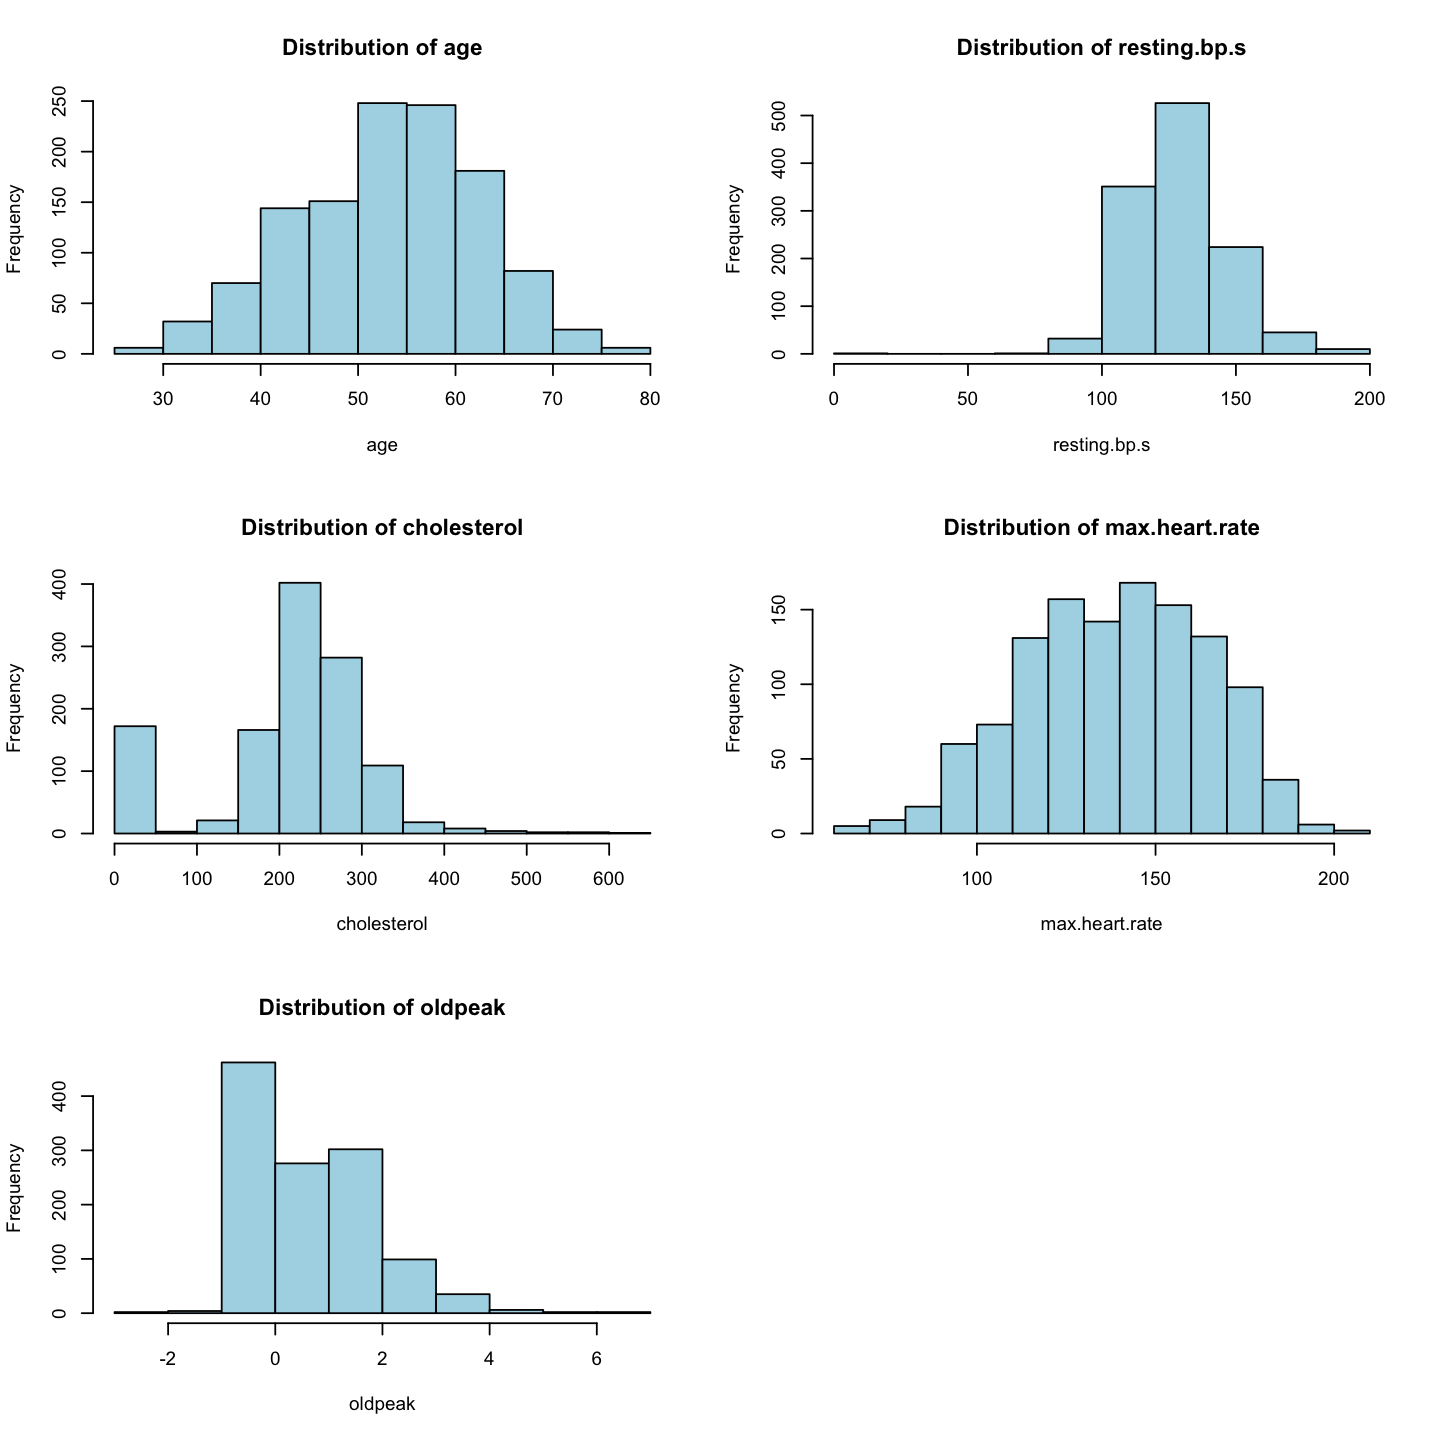 Distribution of age
Frequency
0 50 100 150 200 250
30 40 50 60 70 80
age
Distribution of resting.bp.s
Frequency
0 100 200 300 400 500
0 50 100 150 200
resting.bp.s
Distribution of cholesterol
Frequency
0 100 200 300 400
0 100 200 300 400 500 600
cholesterol
Distribution of max.heart.rate
Frequency
0 50 100 150
100 150 200
max.heart.rate
Distribution of oldpeak
Frequency
0 100 200 300 400
-2 0 2 4 6
oldpeak